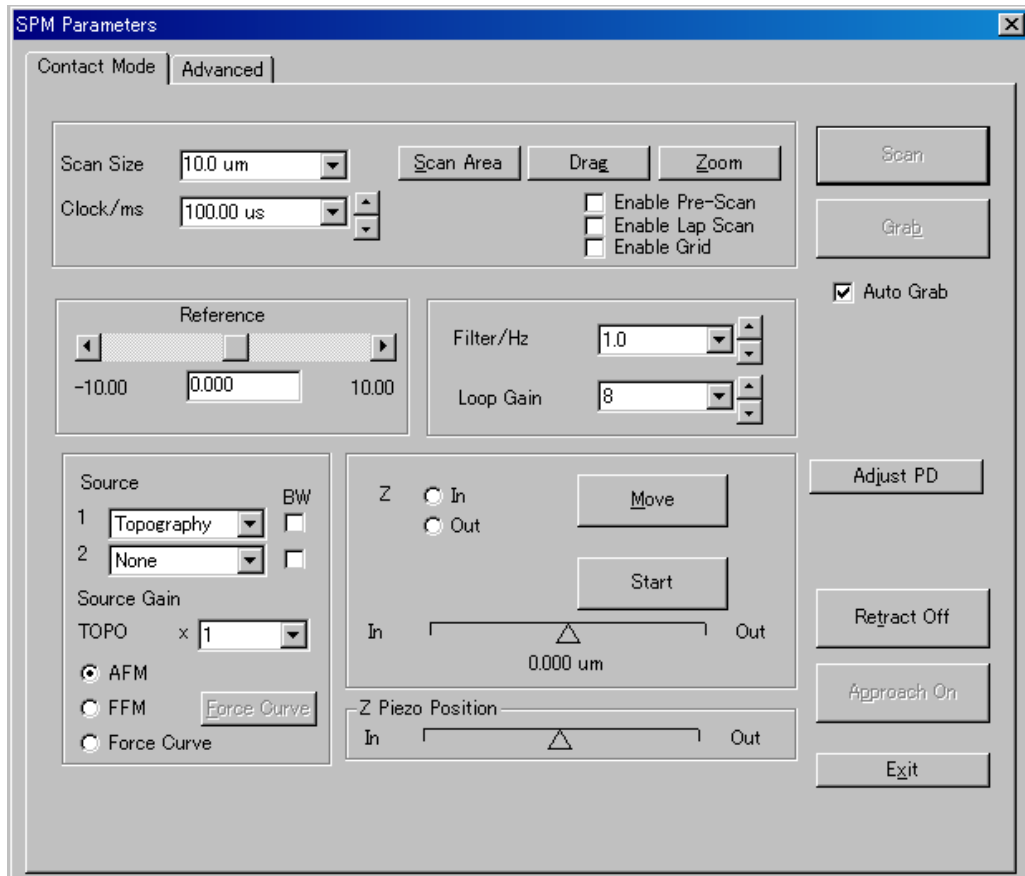 SPM Parameters
Contact Mode
Advanced
Scan Size
10.0 um
Scan Area
Drag
Zoom
Scan
Clock/ms
100.00 us
Enable Pre-Scan
Enable Lap Scan
Enable Grid
Grab
Auto Grab
Reference
-10.00
0.000
10.00
Filter/Hz
1.0
Loop Gain
8
Adjust PD
Source
BW
1
Topography
2
None
Source Gain
TOPO
x
1
AFM
FFM
Force Curve
Force Curve
Z
In
Out
Move
Start
In
Out
0.000 um
Z Piezo Position
In
Out
Retract Off
Approach On
Exit